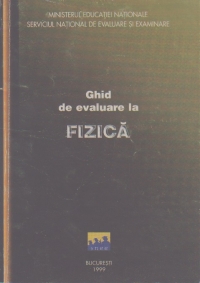 MINISTERUL EDUCAȚIEI NAȚIONALE
SERVICIUL NAȚIONAL DE EVALUARE ȘI EXAMINARE
Ghid
de evaluare la
FIZICĂ
BUCUREȘTI
1999